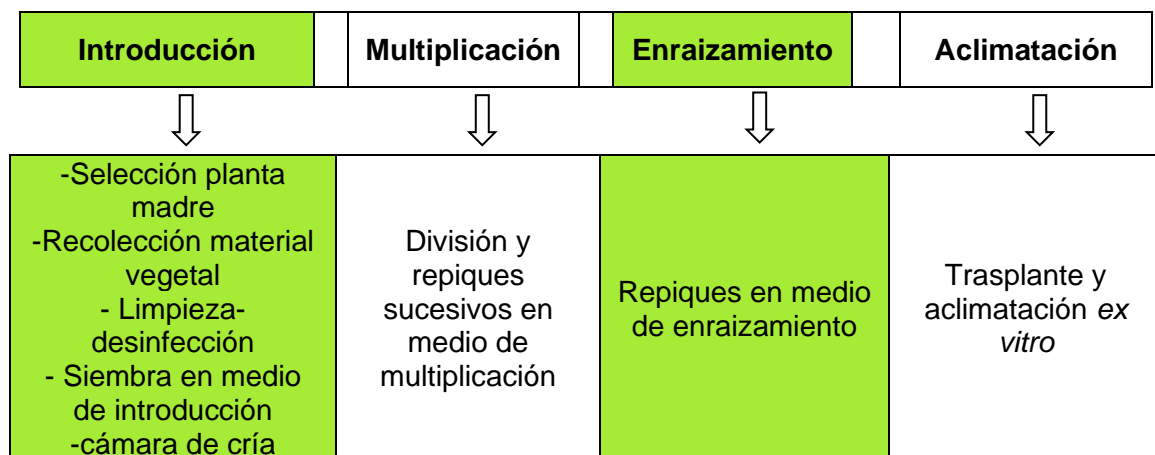 Introducción
Multiplicación
Enraizamiento
Aclimatación
-Selección planta
madre
-Recolección material
vegetal
- Limpieza-
desinfección
- Siembra en medio
de introducción
-cámara de cría
División y
repiques
sucesivos en
medio de
multiplicación
Repiques en medio
de enraizamiento
Trasplante y
aclimatación ex
vitro